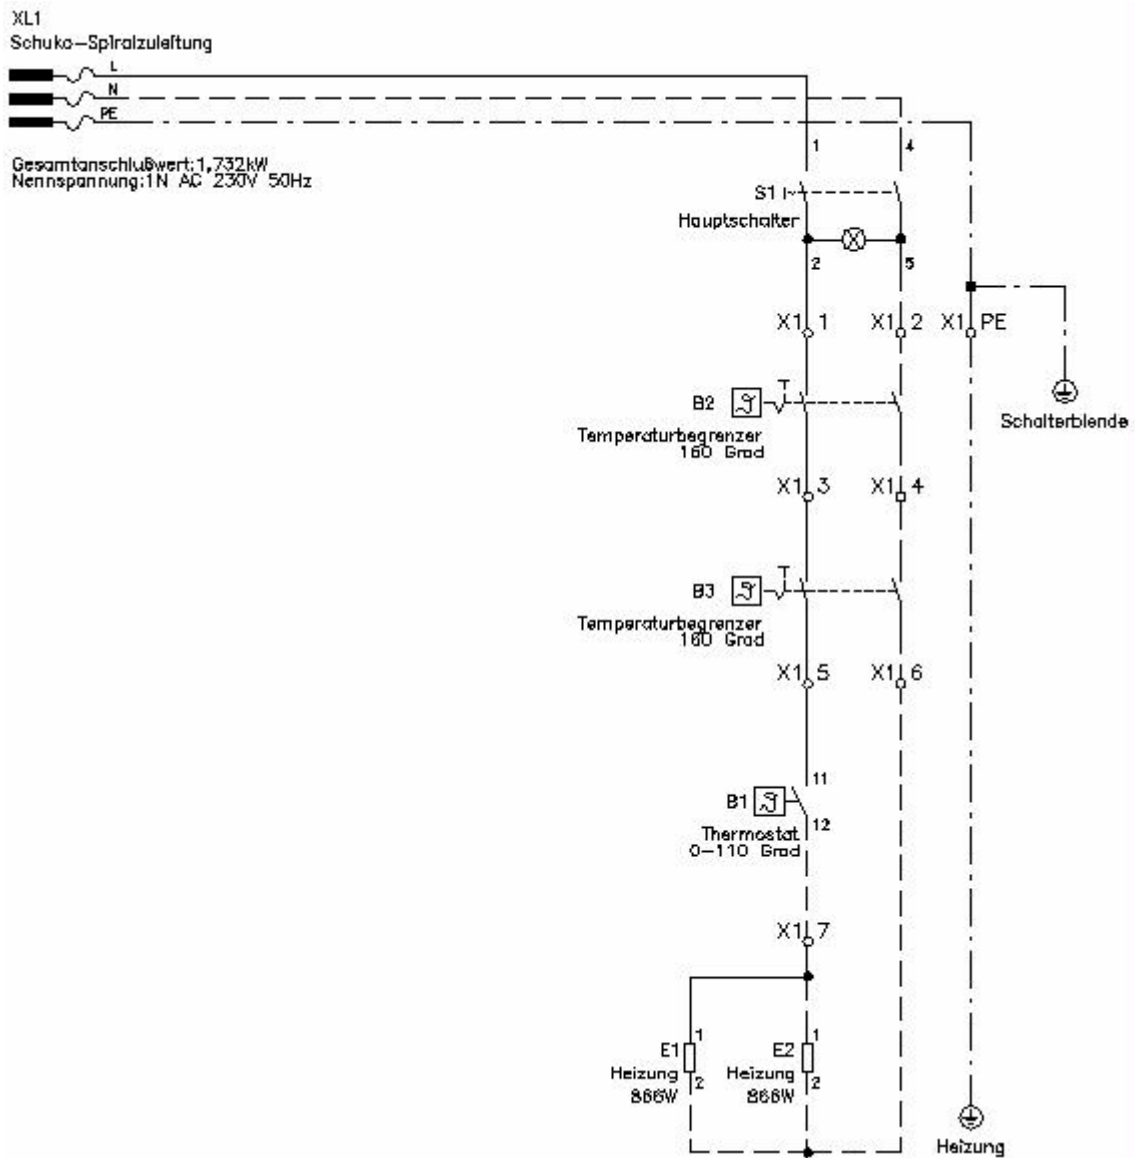 XL1
Schuko-Spiralzuleitung
L
N
PE
Gesamtanschlußwert:1,732kW
Nennspannung:1N AC 230V 50Hz
1 4
S1
Hauptschalter
2 5
X1 1 X1 2 X1 PE
B2
Temperaturbegrenzer
160 Grad
Schalterblende
X1 3 X1 4
B3
Temperaturbegrenzer
160 Grad
X1 5 X1 6
11
B1
12
Thermostat
0-110 Grad
X1 7
1 1
E1 E2
Heizung Heizung
2 2
866W 866W
Heizung